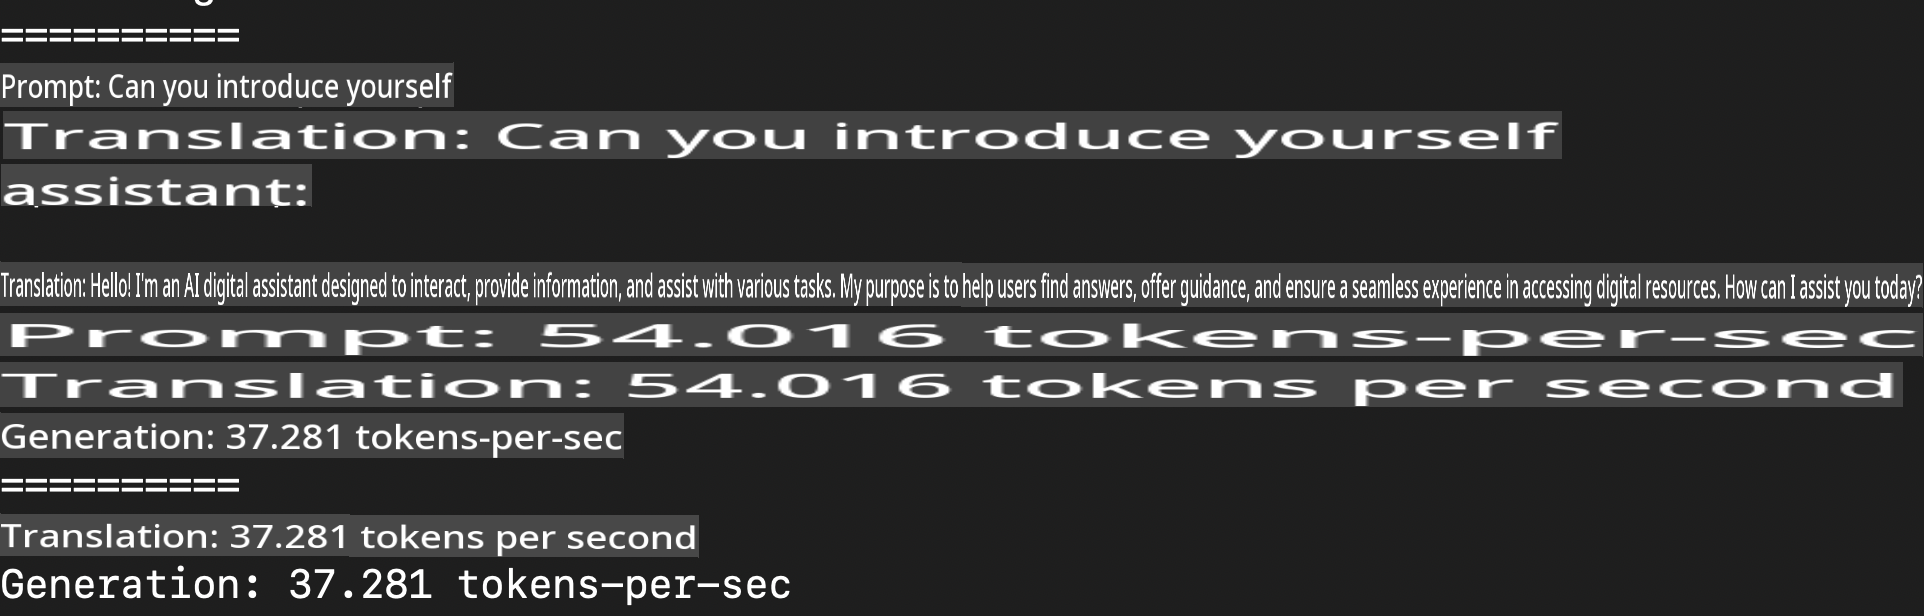 ==========
Prompt: Can you introduce yourself
Translation: Can you introduce yourself
assistant:
Translation: Hello! I'm an AI digital assistant designed to interact, provide information, and assist with various tasks. My purpose is to help users find answers, offer guidance, and ensure a seamless experience in accessing digital resources. How can I assist you today?
Prompt: 54.016 tokens-per-sec
Translation: 54.016 tokens per second
Generation: 37.281 tokens-per-sec
==========
Translation: 37.281 tokens per second
Generation: 37.281 tokens-per-sec